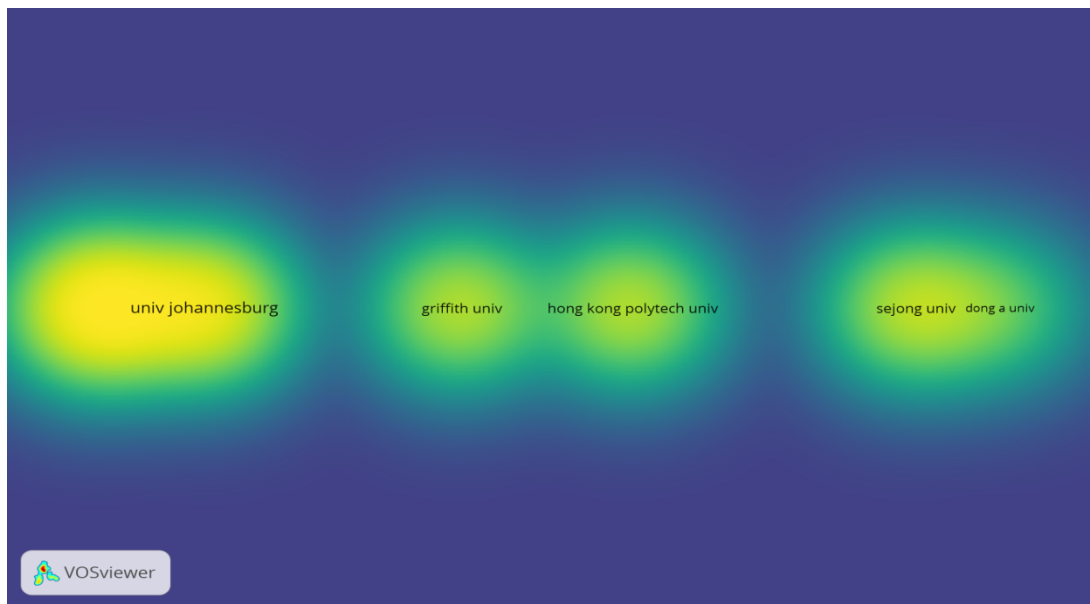 univ johannesburg
griffith univ
hong kong polytech univ
sejong univ
dong a univ
VOSviewer